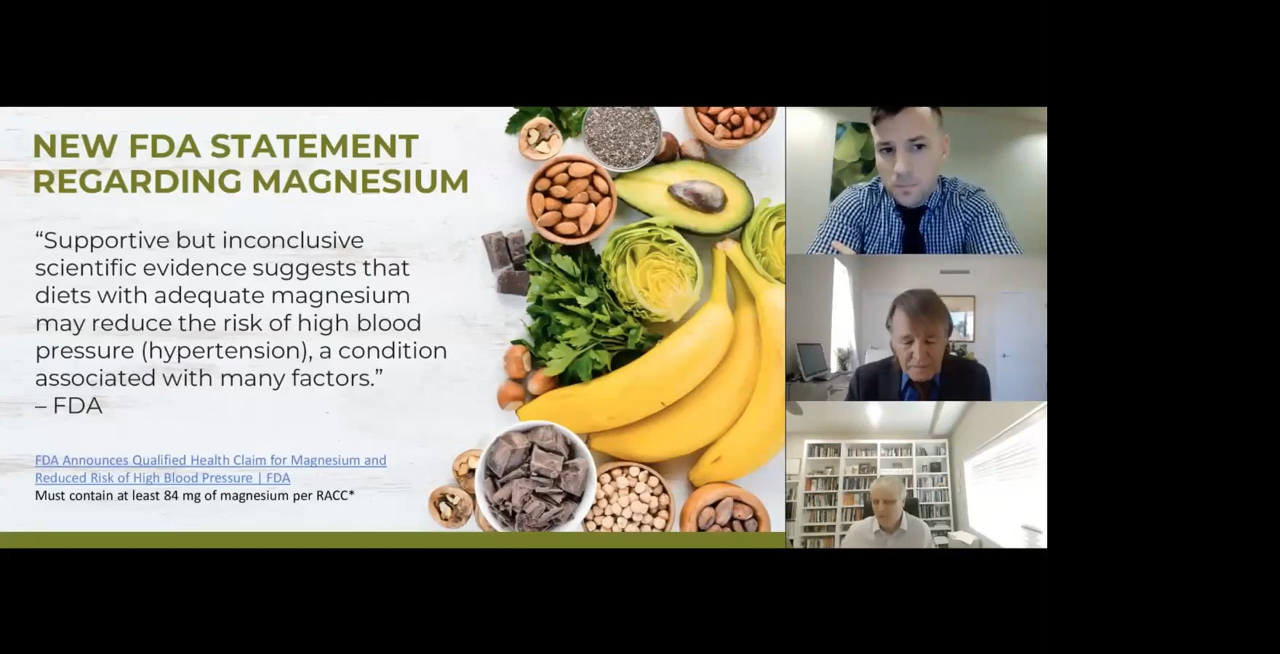 NEW FDA STATEMENT
REGARDING MAGNESIUM
“Supportive but inconclusive
scientific evidence suggests that
diets with adequate magnesium
may reduce the risk of high blood
pressure (hypertension), a condition
associated with many factors.”
– FDA
FDA Announces Qualified Health Claim for Magnesium and
Reduced Risk of High Blood Pressure | FDA
Must contain at least 84 mg of magnesium per RACC*